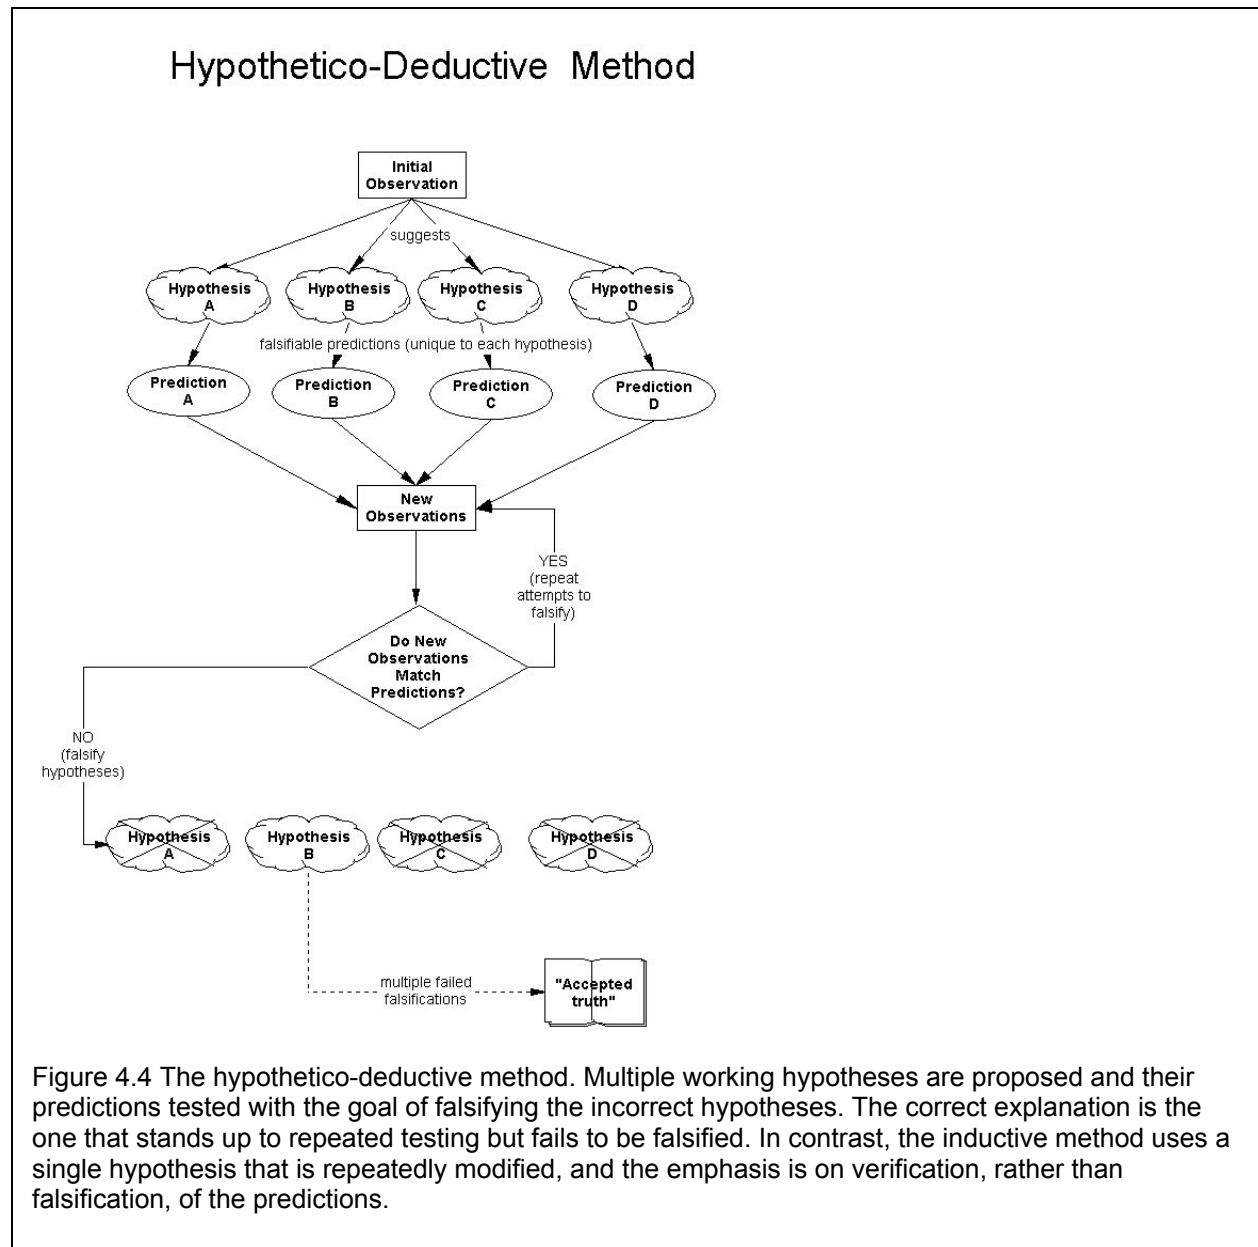 Hypothetico-Deductive Method
Initial
Observation
suggests
Hypothesis
A
Hypothesis
B
Hypothesis
C
Hypothesis
D
falsifiable predictions (unique to each hypothesis)
Prediction
A
Prediction
B
Prediction
C
Prediction
D
New
Observations
YES
(repeat
attempts to
falsify)
Do New
Observations
Match
Predictions?
NO
(falsify
hypotheses)
Hypothesis
A
Hypothesis
B
Hypothesis
C
Hypothesis
D
multiple failed
falsifications
"Accepted
truth"
Figure 4.4 The hypothetico-deductive method. Multiple working hypotheses are proposed and their
predictions tested with the goal of falsifying the incorrect hypotheses. The correct explanation is the
one that stands up to repeated testing but fails to be falsified. In contrast, the inductive method uses a
single hypothesis that is repeatedly modified, and the emphasis is on verification, rather than
falsification, of the predictions.